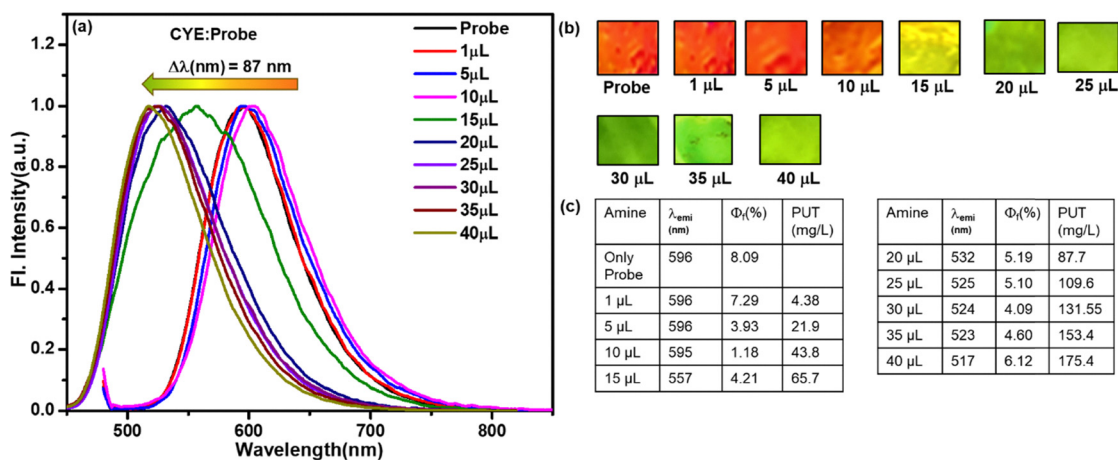 (a)
CYE:Probe
Δλ(nm) = 87 nm
Probe
1µL
5µL
10µL
15µL
20µL
25µL
30µL
35µL
40µL
Fl. Intensity(a.u.)
1.2
1.0
0.8
0.6
0.4
0.2
0.0
500 600 700 800
Wavelength(nm)
(b)
Probe 1 µL 5 µL 10 µL 15 µL 20 µL 25 µL
30 µL 35 µL 40 µL
(c)
Amine λemi (nm) Φf(%) PUT (mg/L)
Only Probe 596 8.09
1 µL 596 7.29 4.38
5 µL 596 3.93 21.9
10 µL 595 1.18 43.8
15 µL 557 4.21 65.7
Amine λemi (nm) Φf(%) PUT (mg/L)
20 µL 532 5.19 87.7
25 µL 525 5.10 109.6
30 µL 524 4.09 131.55
35 µL 523 4.60 153.4
40 µL 517 6.12 175.4